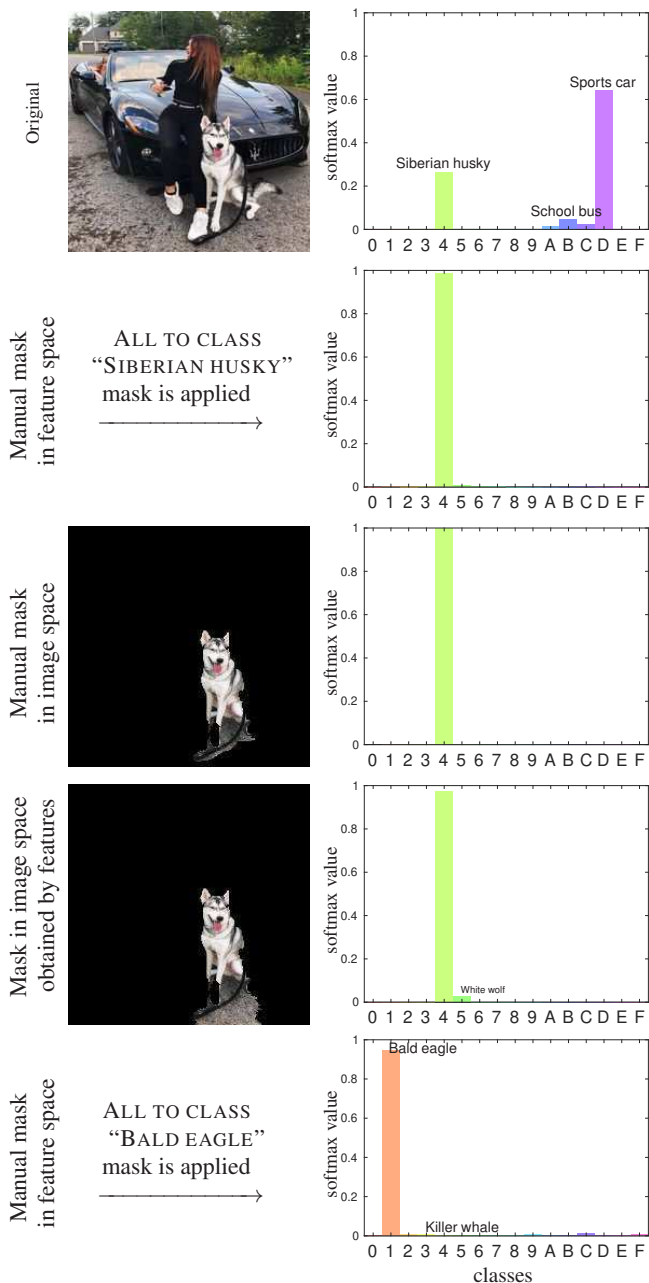 Original
softmax value
1
0.8
0.6
0.4
0.2
0
Sports car
Siberian husky
School bus
0 1 2 3 4 5 6 7 8 9 A B C D E F
Manual mask
in feature space
ALL TO CLASS
“SIBERIAN HUSKY”
mask is applied
softmax value
1
0.8
0.6
0.4
0.2
0
0 1 2 3 4 5 6 7 8 9 A B C D E F
Manual mask
in image space
softmax value
1
0.8
0.6
0.4
0.2
0
0 1 2 3 4 5 6 7 8 9 A B C D E F
Mask in image space
obtained by features
softmax value
1
0.8
0.6
0.4
0.2
0
White wolf
0 1 2 3 4 5 6 7 8 9 A B C D E F
Manual mask
in feature space
ALL TO CLASS
“BALD EAGLE”
mask is applied
softmax value
1
0.8
0.6
0.4
0.2
0
Bald eagle
Killer whale
0 1 2 3 4 5 6 7 8 9 A B C D E F
classes